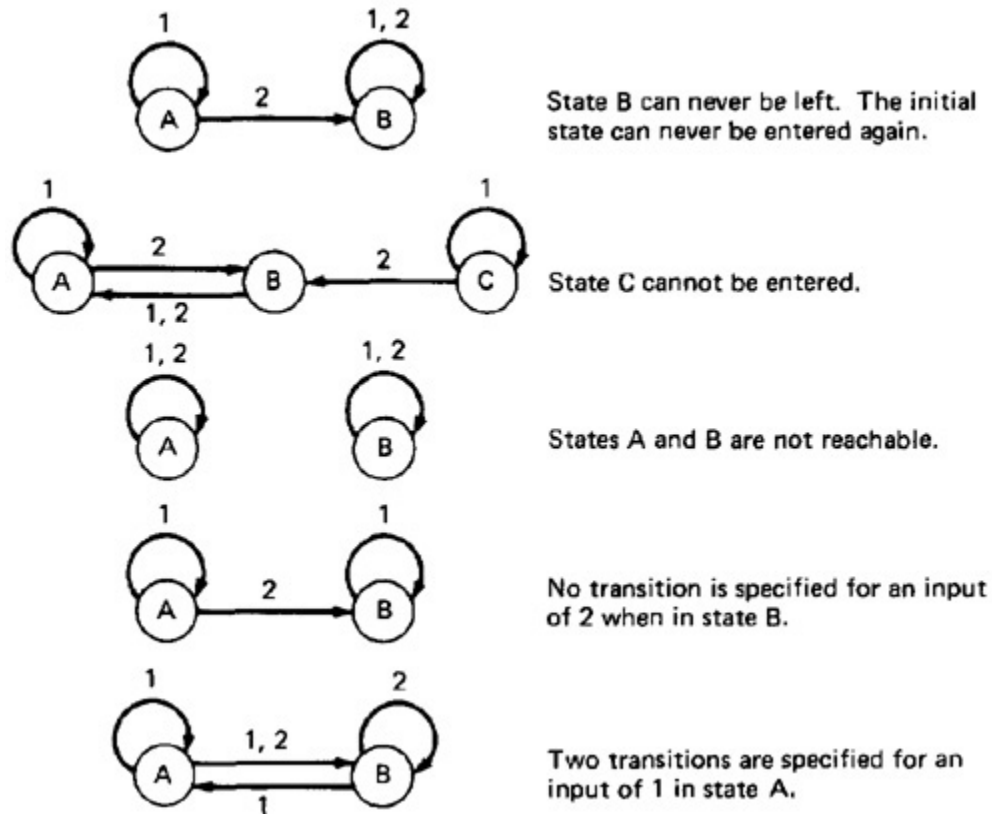 1
1, 2
2
A
B
State B can never be left. The initial
state can never be entered again.
1
1
2
2
A
B
C
State C cannot be entered.
1, 2
1, 2
1, 2
A
B
States A and B are not reachable.
1
1
2
A
B
No transition is specified for an input
of 2 when in state B.
1
2
1, 2
A
B
1
Two transitions are specified for an
input of 1 in state A.